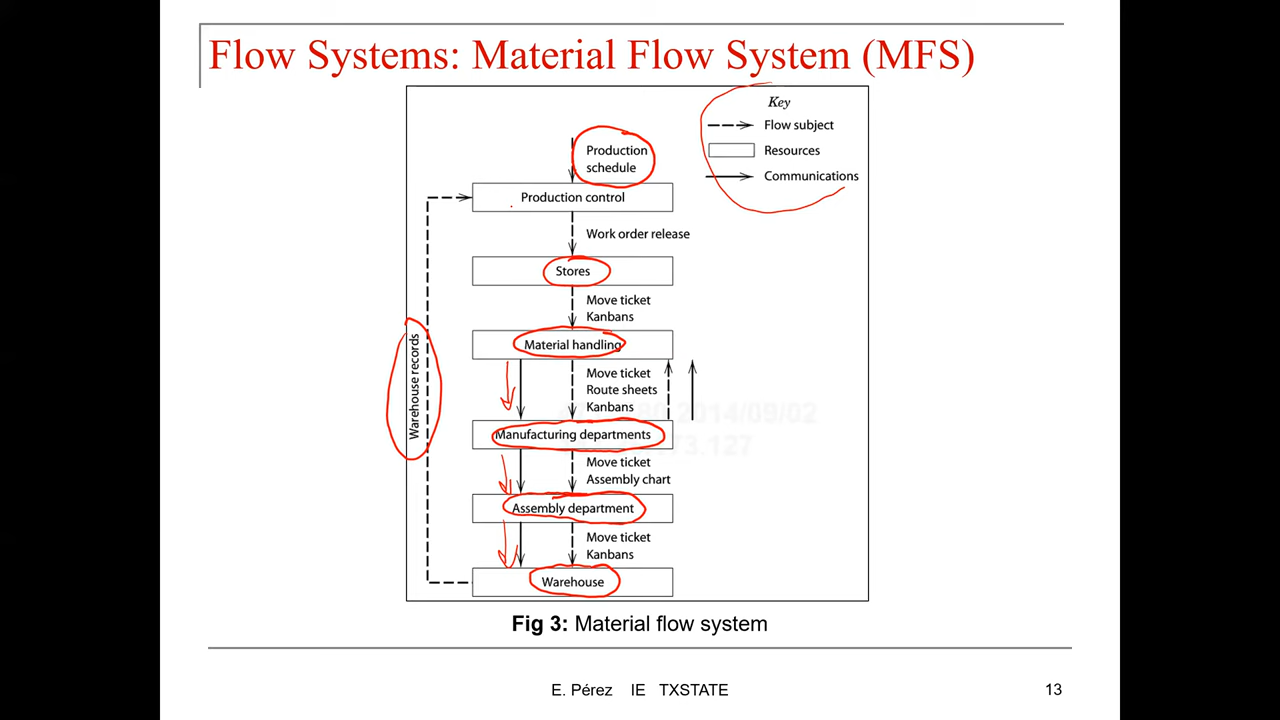 Flow Systems: Material Flow System (MFS)
Key
Flow subject
Resources
Communications
Production
schedule
Production control
Work order release
Stores
Move ticket
Kanbans
Material handling
Move ticket
Route sheets
Kanbans
Warehouse records
Manufacturing departments
Move ticket
Assembly chart
Assembly department
Move ticket
Kanbans
Warehouse
Fig 3: Material flow system
E. Pérez IE TXSTATE
13